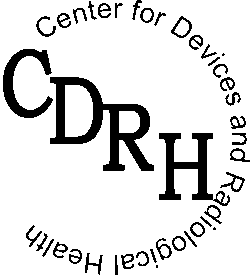 Center for Devices and Radiological Health
CDRH